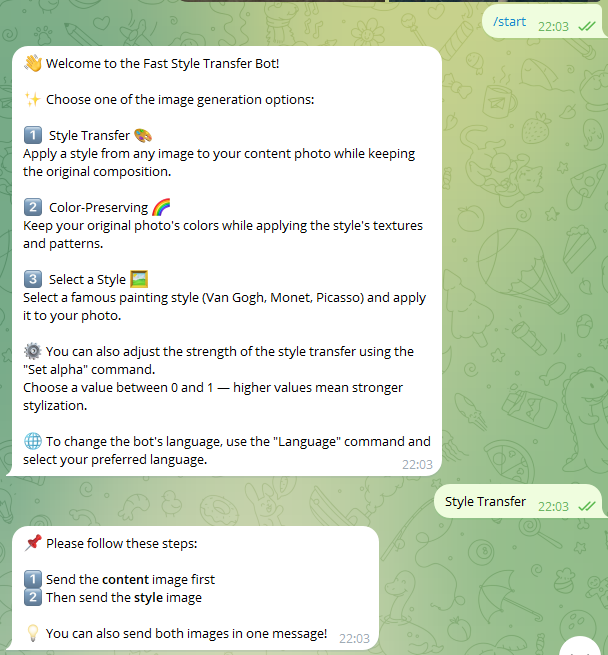 /start 22:03
👋 Welcome to the Fast Style Transfer Bot!
✨ Choose one of the image generation options:
1️⃣ Style Transfer 🎨
Apply a style from any image to your content photo while keeping
the original composition.
2️⃣ Color-Preserving 🌈
Keep your original photo's colors while applying the style's textures
and patterns.
3️⃣ Select a Style 🖼️
Select a famous painting style (Van Gogh, Monet, Picasso) and apply
it to your photo.
⚙️ You can also adjust the strength of the style transfer using the
"Set alpha" command.
Choose a value between 0 and 1 — higher values mean stronger
stylization.
🌐 To change the bot's language, use the "Language" command and
select your preferred language.
22:03
Style Transfer 22:03
📌 Please follow these steps:
1️⃣ Send the content image first
2️⃣ Then send the style image
💡 You can also send both images in one message! 22:03